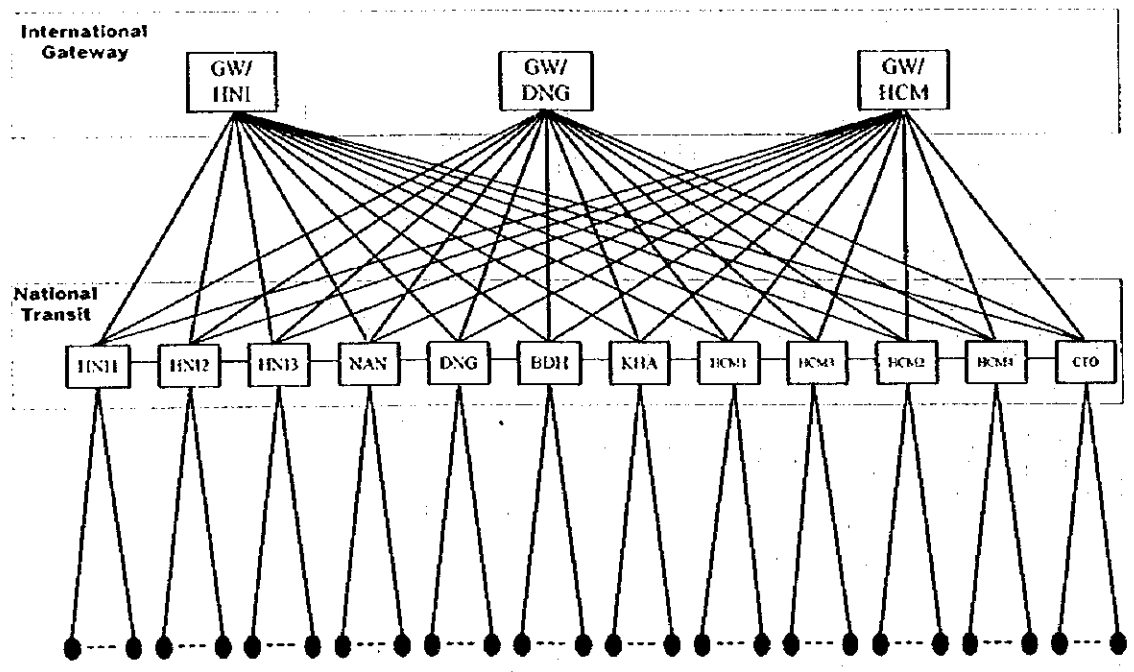 International
Gateway
GW/
HNI
GW/
DNG
GW/
HCM
National
Transit
HNI1
HNI2
HNI3
NAN
DNG
BDH
KHA
HCM1
HCM3
HCM2
HCM4
CTO